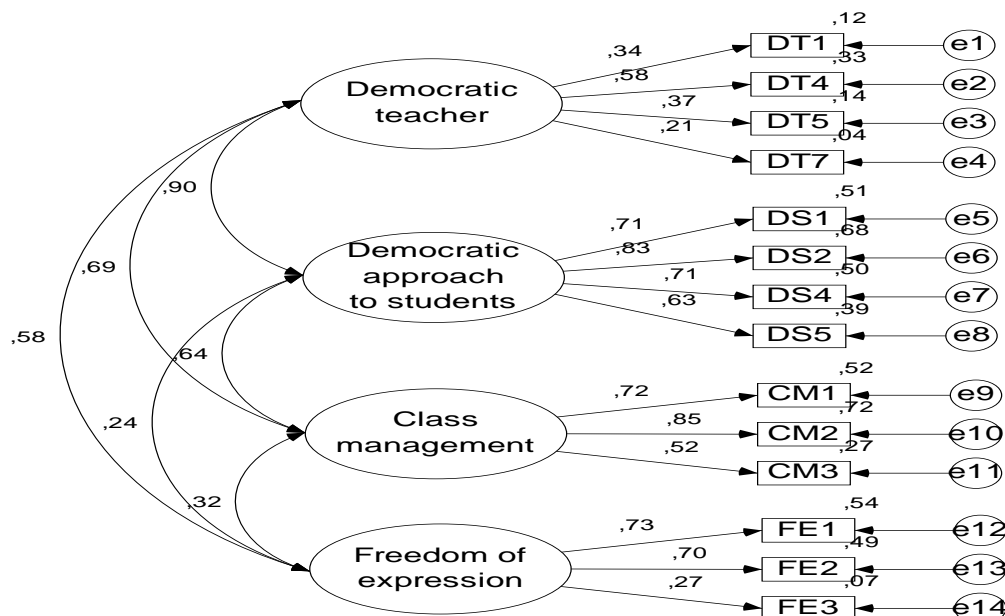 ,12
,34
DT1
e1
,33
,58
DT4
e2
,14
,37
DT5
e3
,04
,21
DT7
e4
Democratic
teacher
,90
,51
,71
DS1
e5
,68
,83
DS2
e6
,50
,71
DS4
e7
,39
,63
DS5
e8
Democratic
approach
to students
,69
,58
,64
,52
,72
CM1
e9
,72
,85
CM2
e10
,27
,52
CM3
e11
Class
management
,24
,32
,54
,73
FE1
e12
,49
,70
FE2
e13
,07
,27
FE3
e14
Freedom of
expression